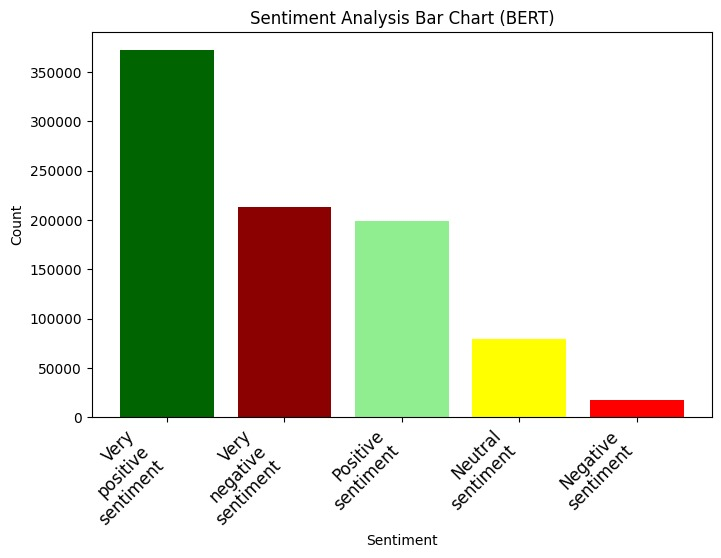 Sentiment Analysis Bar Chart (BERT)
Count
350000
300000
250000
200000
150000
100000
50000
0
Very
positive
sentiment
Very
negative
sentiment
Positive
sentiment
Neutral
sentiment
Negative
sentiment
Sentiment